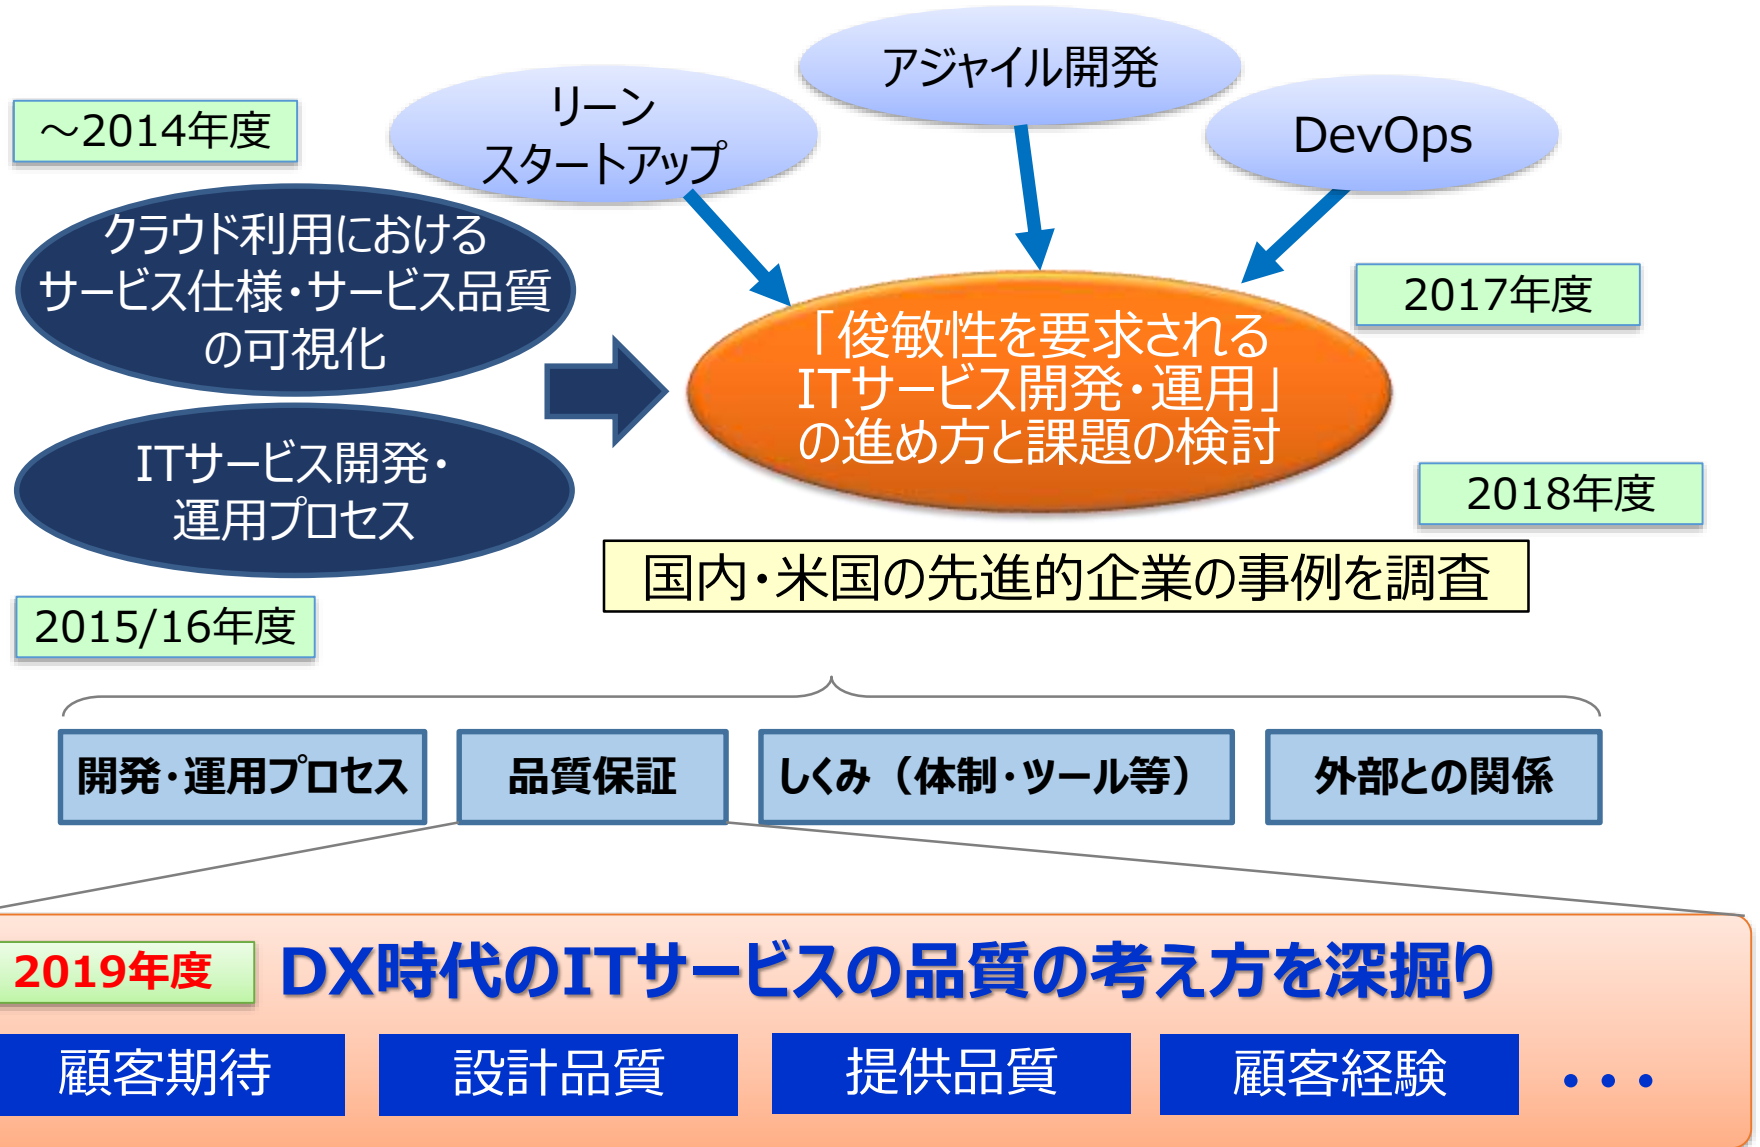 ～2014年度
リーン
スタートアップ
アジャイル開発
DevOps
クラウド利用における
サービス仕様・サービス品質
の可視化
ITサービス開発・
運用プロセス
2015/16年度
「俊敏性を要求される
ITサービス開発・運用」
の進め方と課題の検討
2017年度
2018年度
国内・米国の先進的企業の事例を調査
開発・運用プロセス
品質保証
しくみ（体制・ツール等）
外部との関係
2019年度
DX時代のITサービスの品質の考え方を深掘り
顧客期待
設計品質
提供品質
顧客経験
・・・